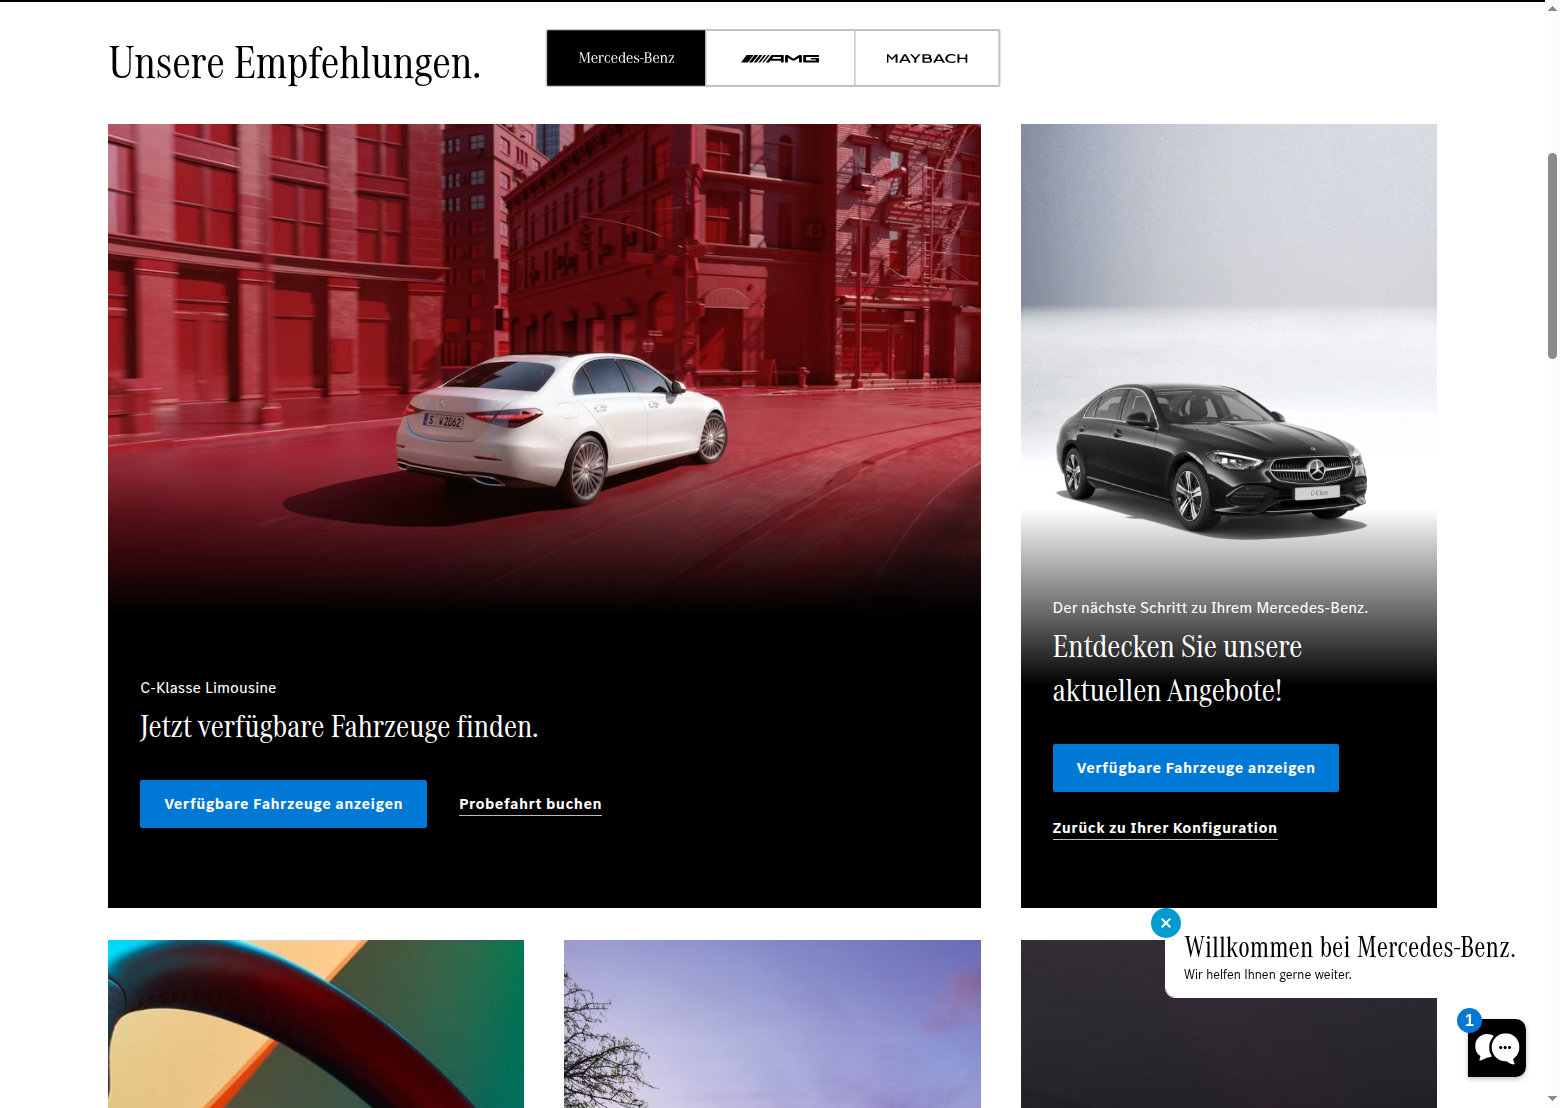 Unsere Empfehlungen.
Mercedes-Benz
AMG
MAYBACH
S W 2062
C-Class
C-Klasse Limousine
Jetzt verfügbare Fahrzeuge finden.
Verfügbare Fahrzeuge anzeigen
Probefahrt buchen
Der nächste Schritt zu Ihrem Mercedes-Benz.
Entdecken Sie unsere
aktuellen Angebote!
Verfügbare Fahrzeuge anzeigen
Zurück zu Ihrer Konfiguration
Willkommen bei Mercedes-Benz.
Wir helfen Ihnen gerne weiter.
1